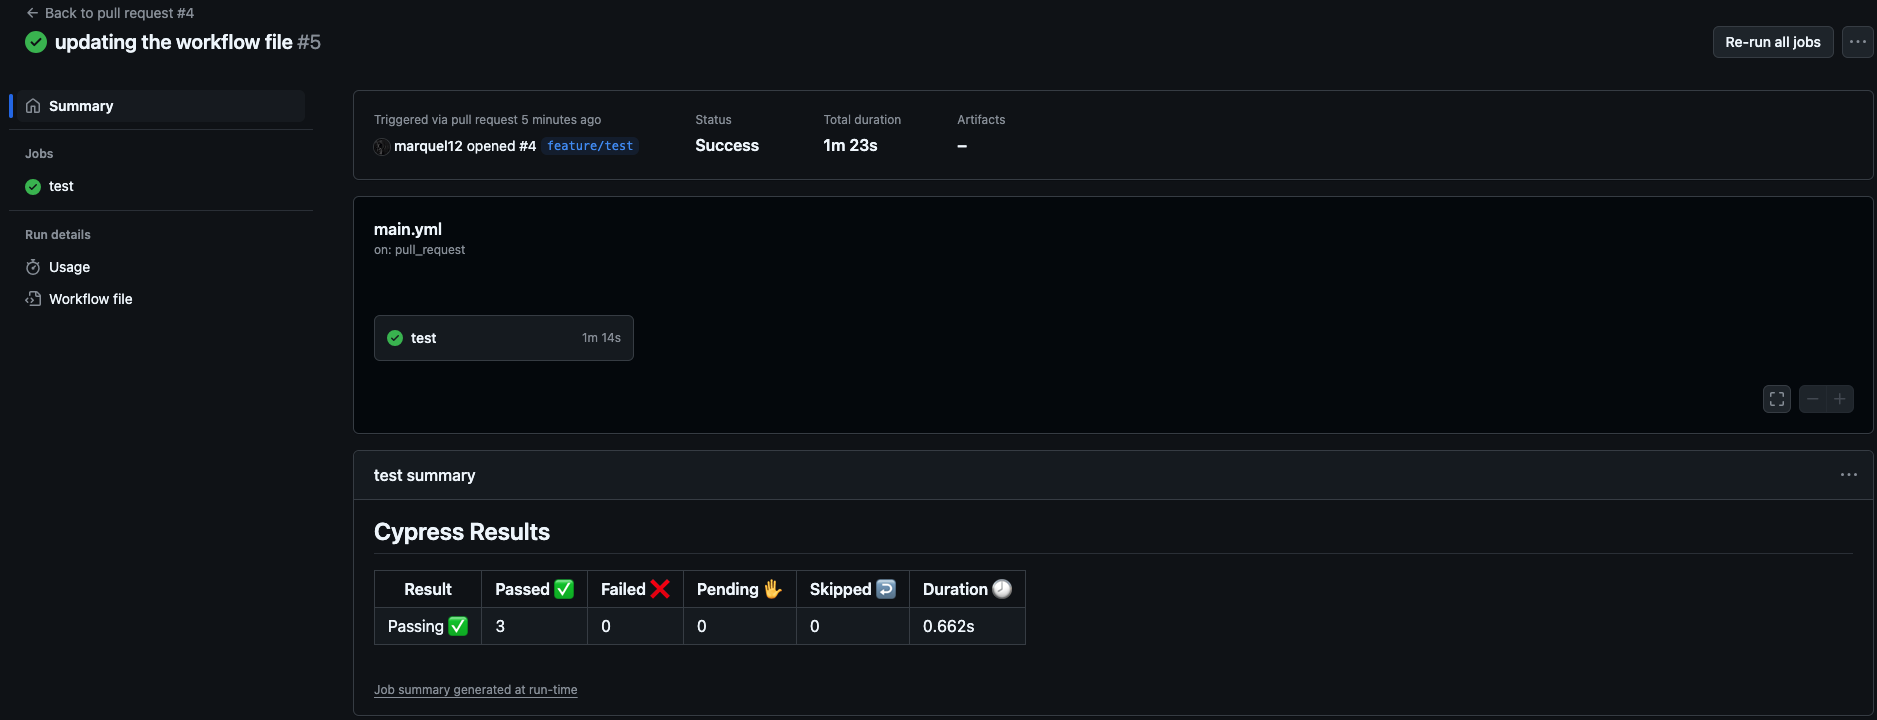 ← Back to pull request #4
updating the workflow file #5
Re-run all jobs
Summary
Jobs
test
Run details
Usage
Workflow file
Triggered via pull request 5 minutes ago
marquel12 opened #4 feature/test
Status
Success
Total duration
1m 23s
Artifacts
–
main.yml
on: pull_request
test 1m 14s
test summary
Cypress Results
Result Passed ✅ Failed ❌ Pending ✋ Skipped ↩️ Duration 🕗
Passing ✅ 3 0 0 0 0.662s
Job summary generated at run-time